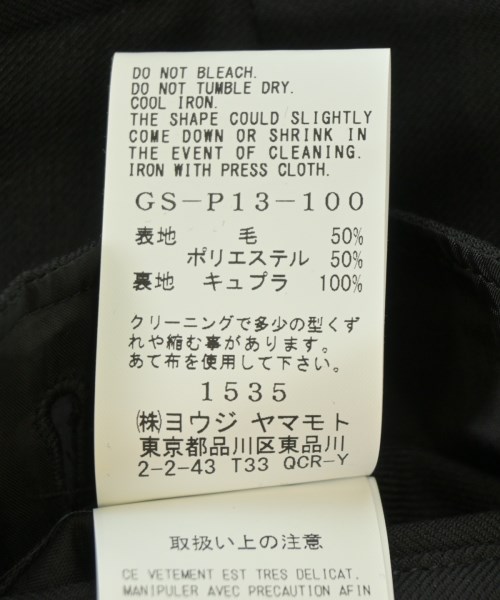 DO NOT BLEACH.
DO NOT TUMBLE DRY.
COOL IRON.
THE SHAPE COULD SLIGHTLY
COME DOWN OR SHRINK IN
THE EVENT OF CLEANING.
IRON WITH PRESS CLOTH.
GS-P13-100
表地 毛 50%
ポリエステル 50%
裏地 キュプラ 100%
クリーニングで多少の型くず
れや縮む事があります。
あて布を使用して下さい。
1535
㈱ヨウジ ヤマモト
東京都品川区東品川
2-2-43 T33 QCR-Y
取扱い上の注意
CE VETEMENT EST TRES DELICAT.
MANIPULER AVEC PRECAUTION AFIN